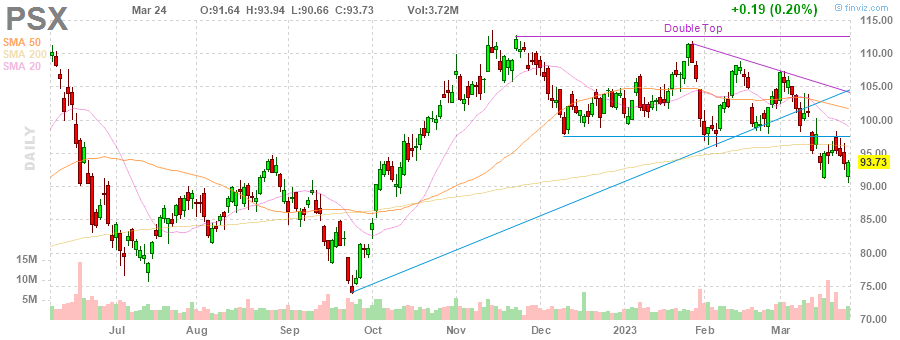 PSX Mar 24 O:91.64 H:93.94 L:90.66 C:93.73 Vol:3.72M +0.19 (0.20%) @ finviz.com
SMA 50
SMA 200
SMA 20
Double Top
DAILY
115.00
110.00
105.00
100.00
95.00
93.73
90.00
85.00
80.00
75.00
70.00
15M
10M
5M
Jul Aug Sep Oct Nov Dec 2023 Feb Mar